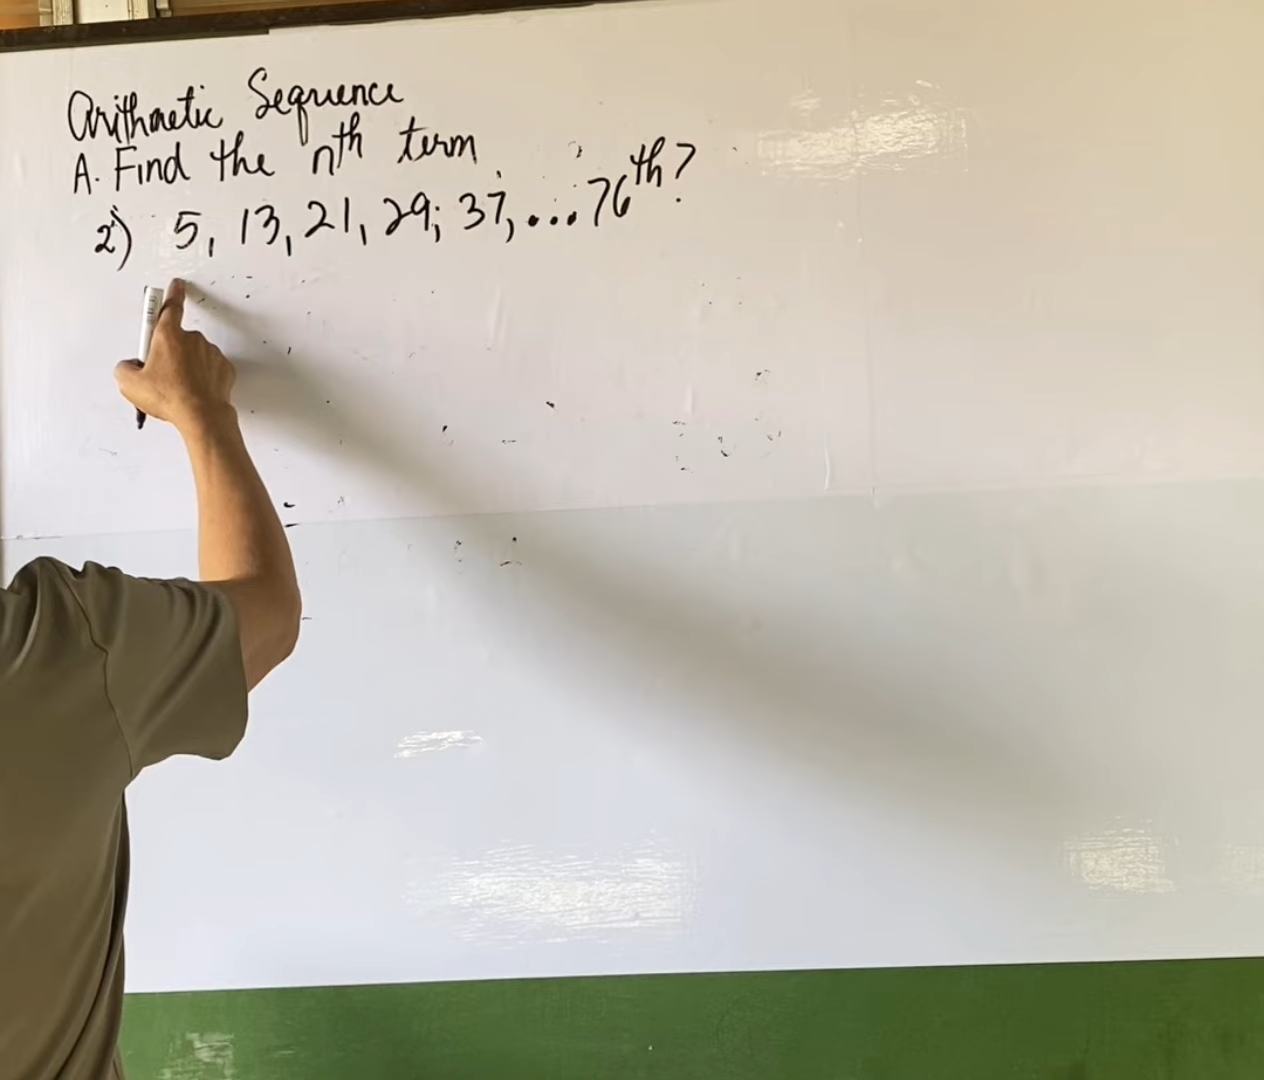 Arithmetic Sequence
A. Find the nth term
2) 5, 13, 21, 29, 37, ... 76th?